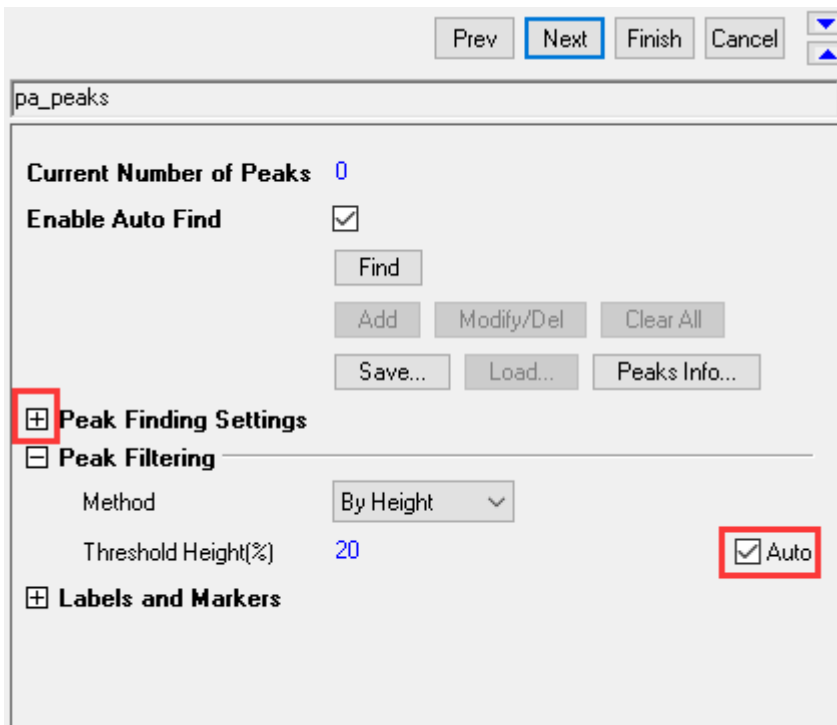 Prev Next Finish Cancel
pa_peaks
Current Number of Peaks 0
Enable Auto Find
Find
Add Modify/Del Clear All
Save... Load... Peaks Info...
Peak Finding Settings
Peak Filtering
Method By Height
Threshold Height(%) 20 Auto
Labels and Markers